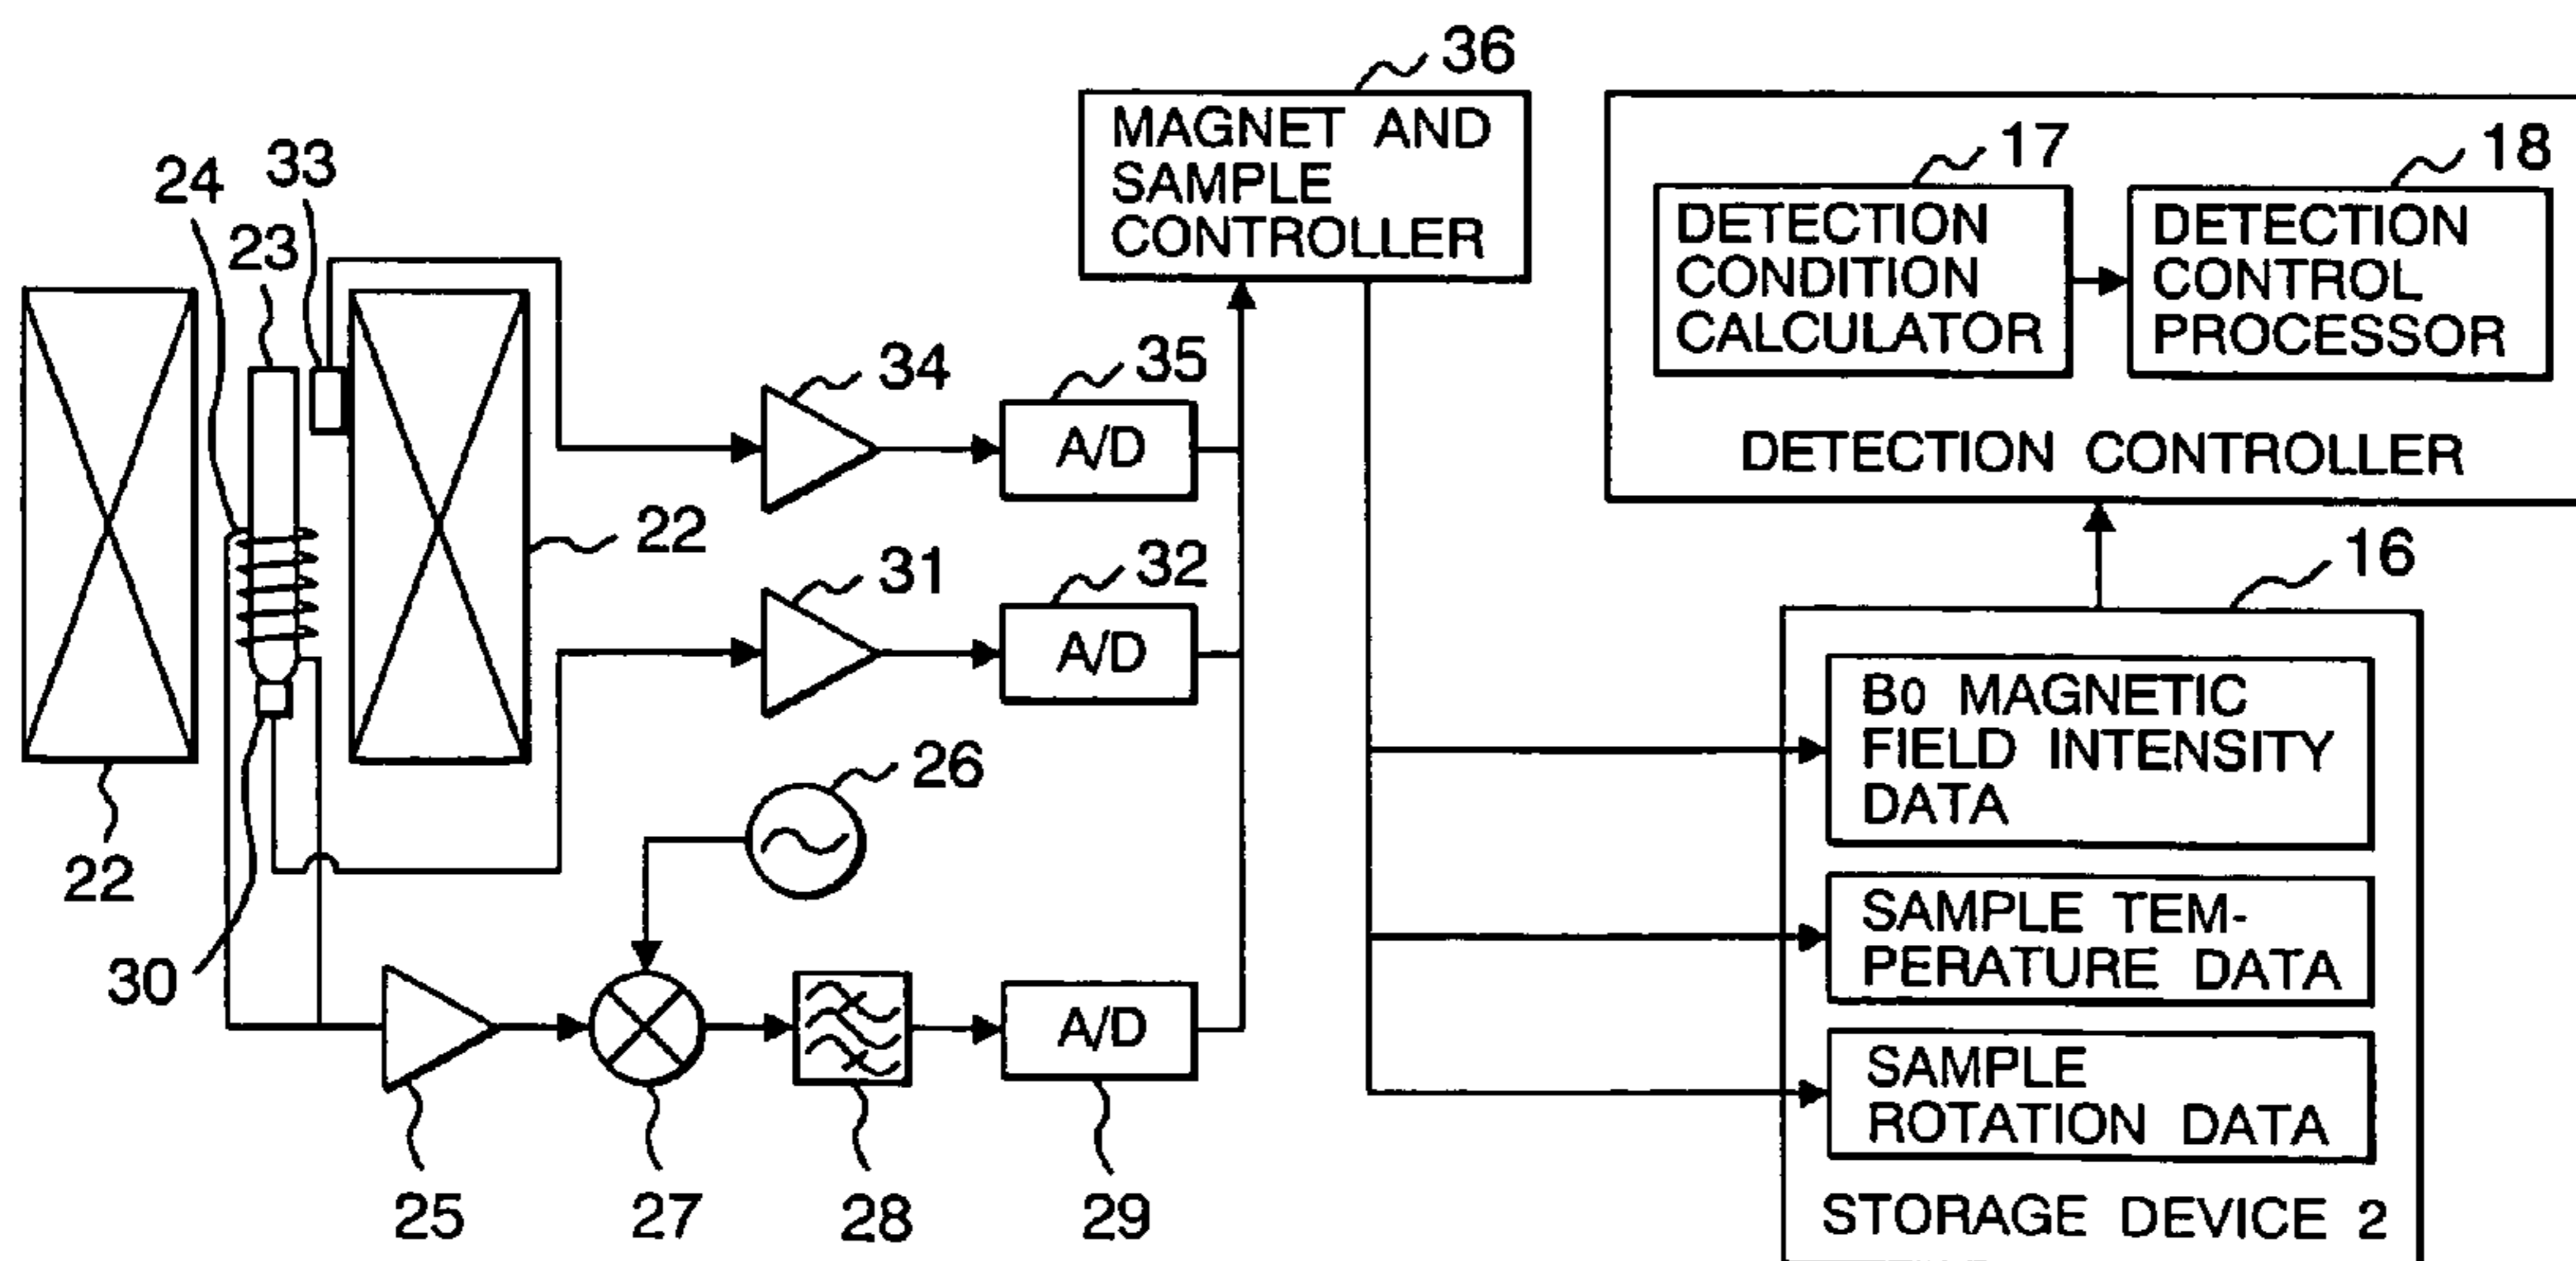 36
MAGNET AND
SAMPLE
CONTROLLER
17
18
DETECTION
CONDITION
CALCULATOR
DETECTION
CONTROL
PROCESSOR
DETECTION CONTROLLER
24
33
23
34
35
A/D
22
31
32
A/D
16
B0 MAGNETIC
FIELD INTENSITY
DATA
26
22
30
SAMPLE TEM-
PERATURE DATA
A/D
SAMPLE
ROTATION DATA
25
27
28
29
STORAGE DEVICE 2